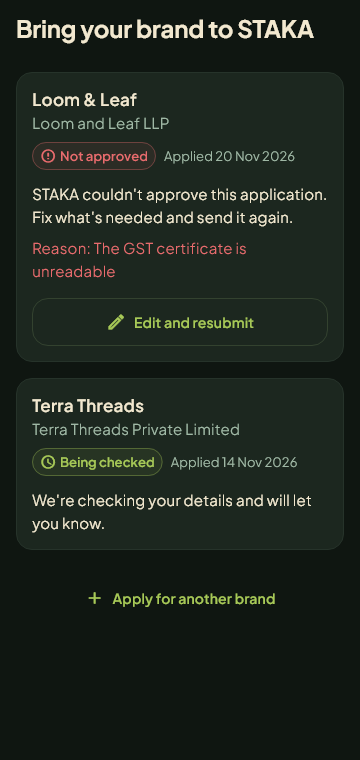 Bring your brand to STAKA
Loom & Leaf
Loom and Leaf LLP
Not approved Applied 20 Nov 2026
STAKA couldn't approve this application.
Fix what's needed and send it again.
Reason: The GST certificate is
unreadable
Edit and resubmit
Terra Threads
Terra Threads Private Limited
Being checked Applied 14 Nov 2026
We're checking your details and will let
you know.
Apply for another brand